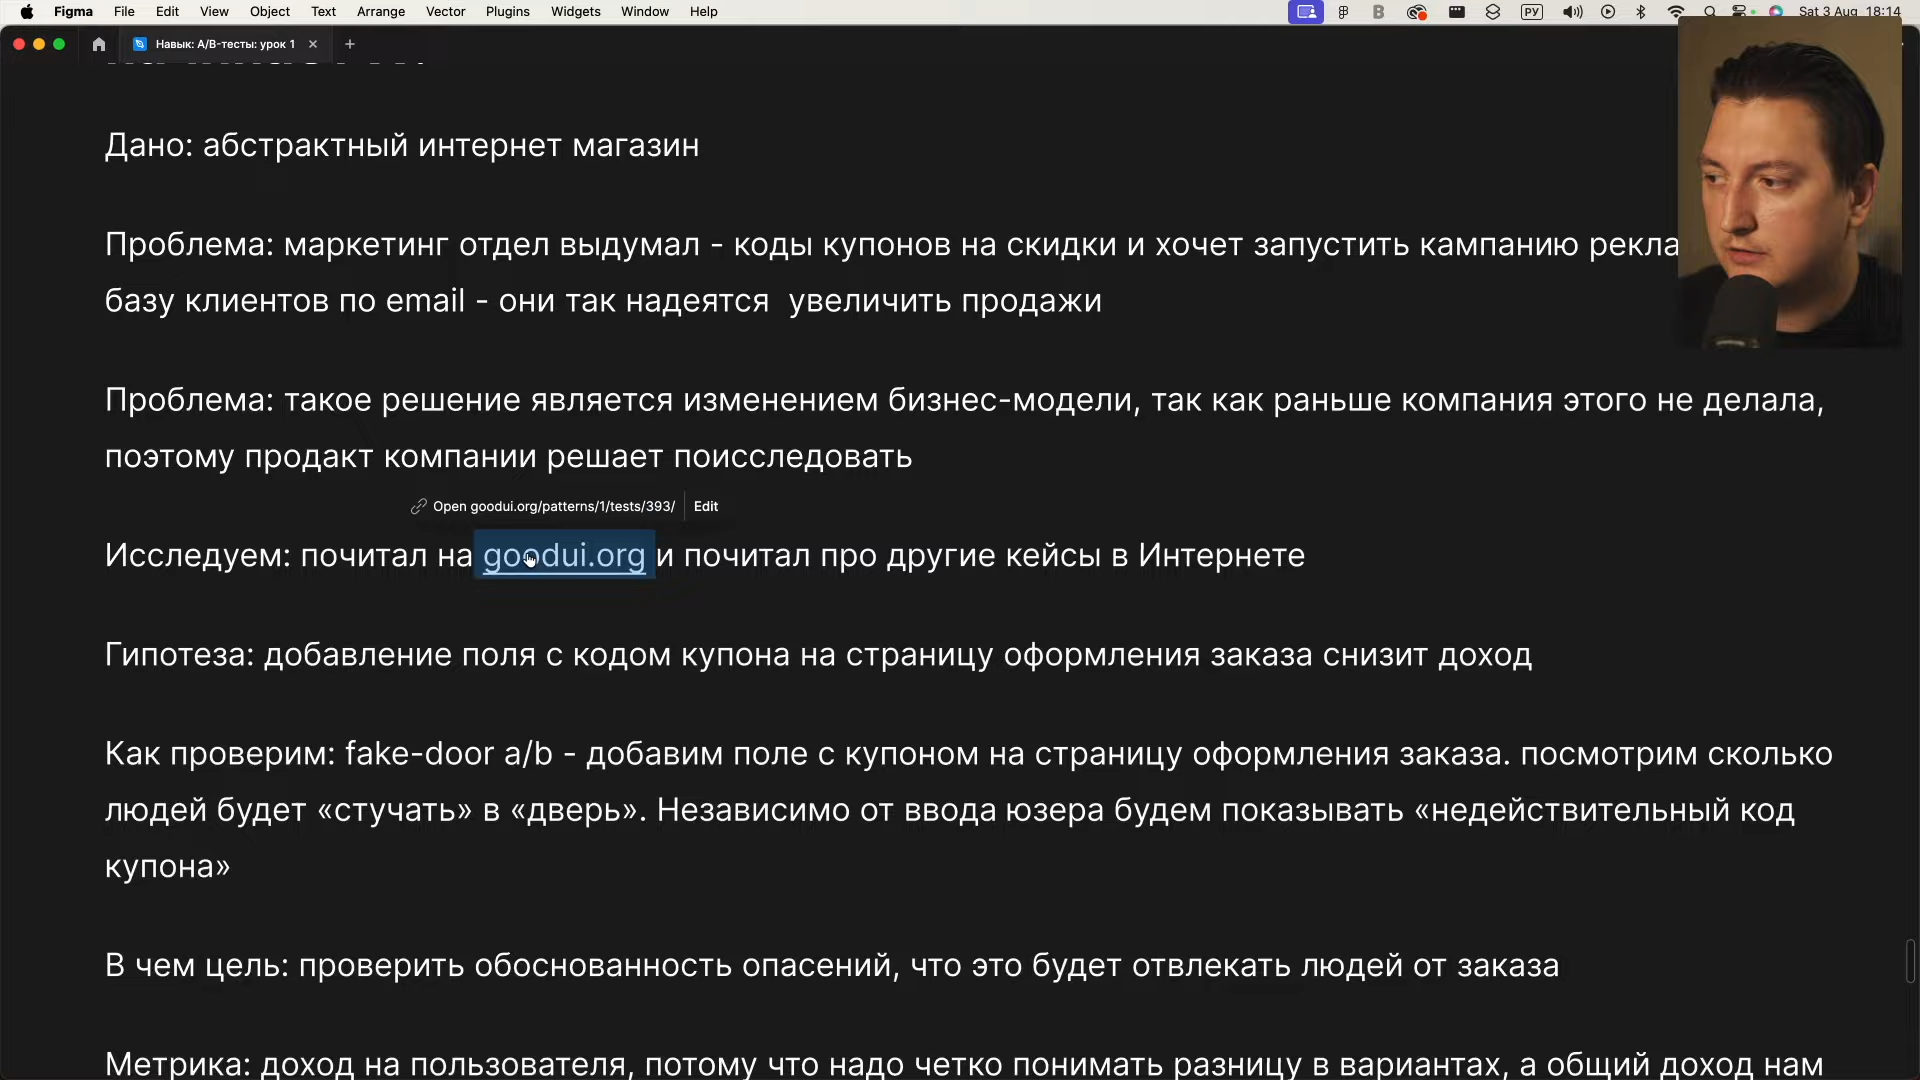 Figma File Edit View Object Text Arrange Vector Plugins Widgets Window Help РУ Sat 3 Aug 18:14
Навык: A/B-тесты: урок 1
Дано: абстрактный интернет магазин
Проблема: маркетинг отдел выдумал - коды купонов на скидки и хочет запустить кампанию рекла
базу клиентов по email - они так надеятся увеличить продажи
Проблема: такое решение является изменением бизнес-модели, так как раньше компания этого не делала,
поэтому продакт компании решает поисследовать
Open goodui.org/patterns/1/tests/393/ Edit
Исследуем: почитал на goodui.org и почитал про другие кейсы в Интернете
Гипотеза: добавление поля с кодом купона на страницу оформления заказа снизит доход
Как проверим: fake-door a/b - добавим поле с купоном на страницу оформления заказа. посмотрим сколько
людей будет «стучать» в «дверь». Независимо от ввода юзера будем показывать «недействительный код
купона»
В чем цель: проверить обоснованность опасений, что это будет отвлекать людей от заказа
Метрика: доход на пользователя, потому что надо четко понимать разницу в вариантах, а общий доход нам